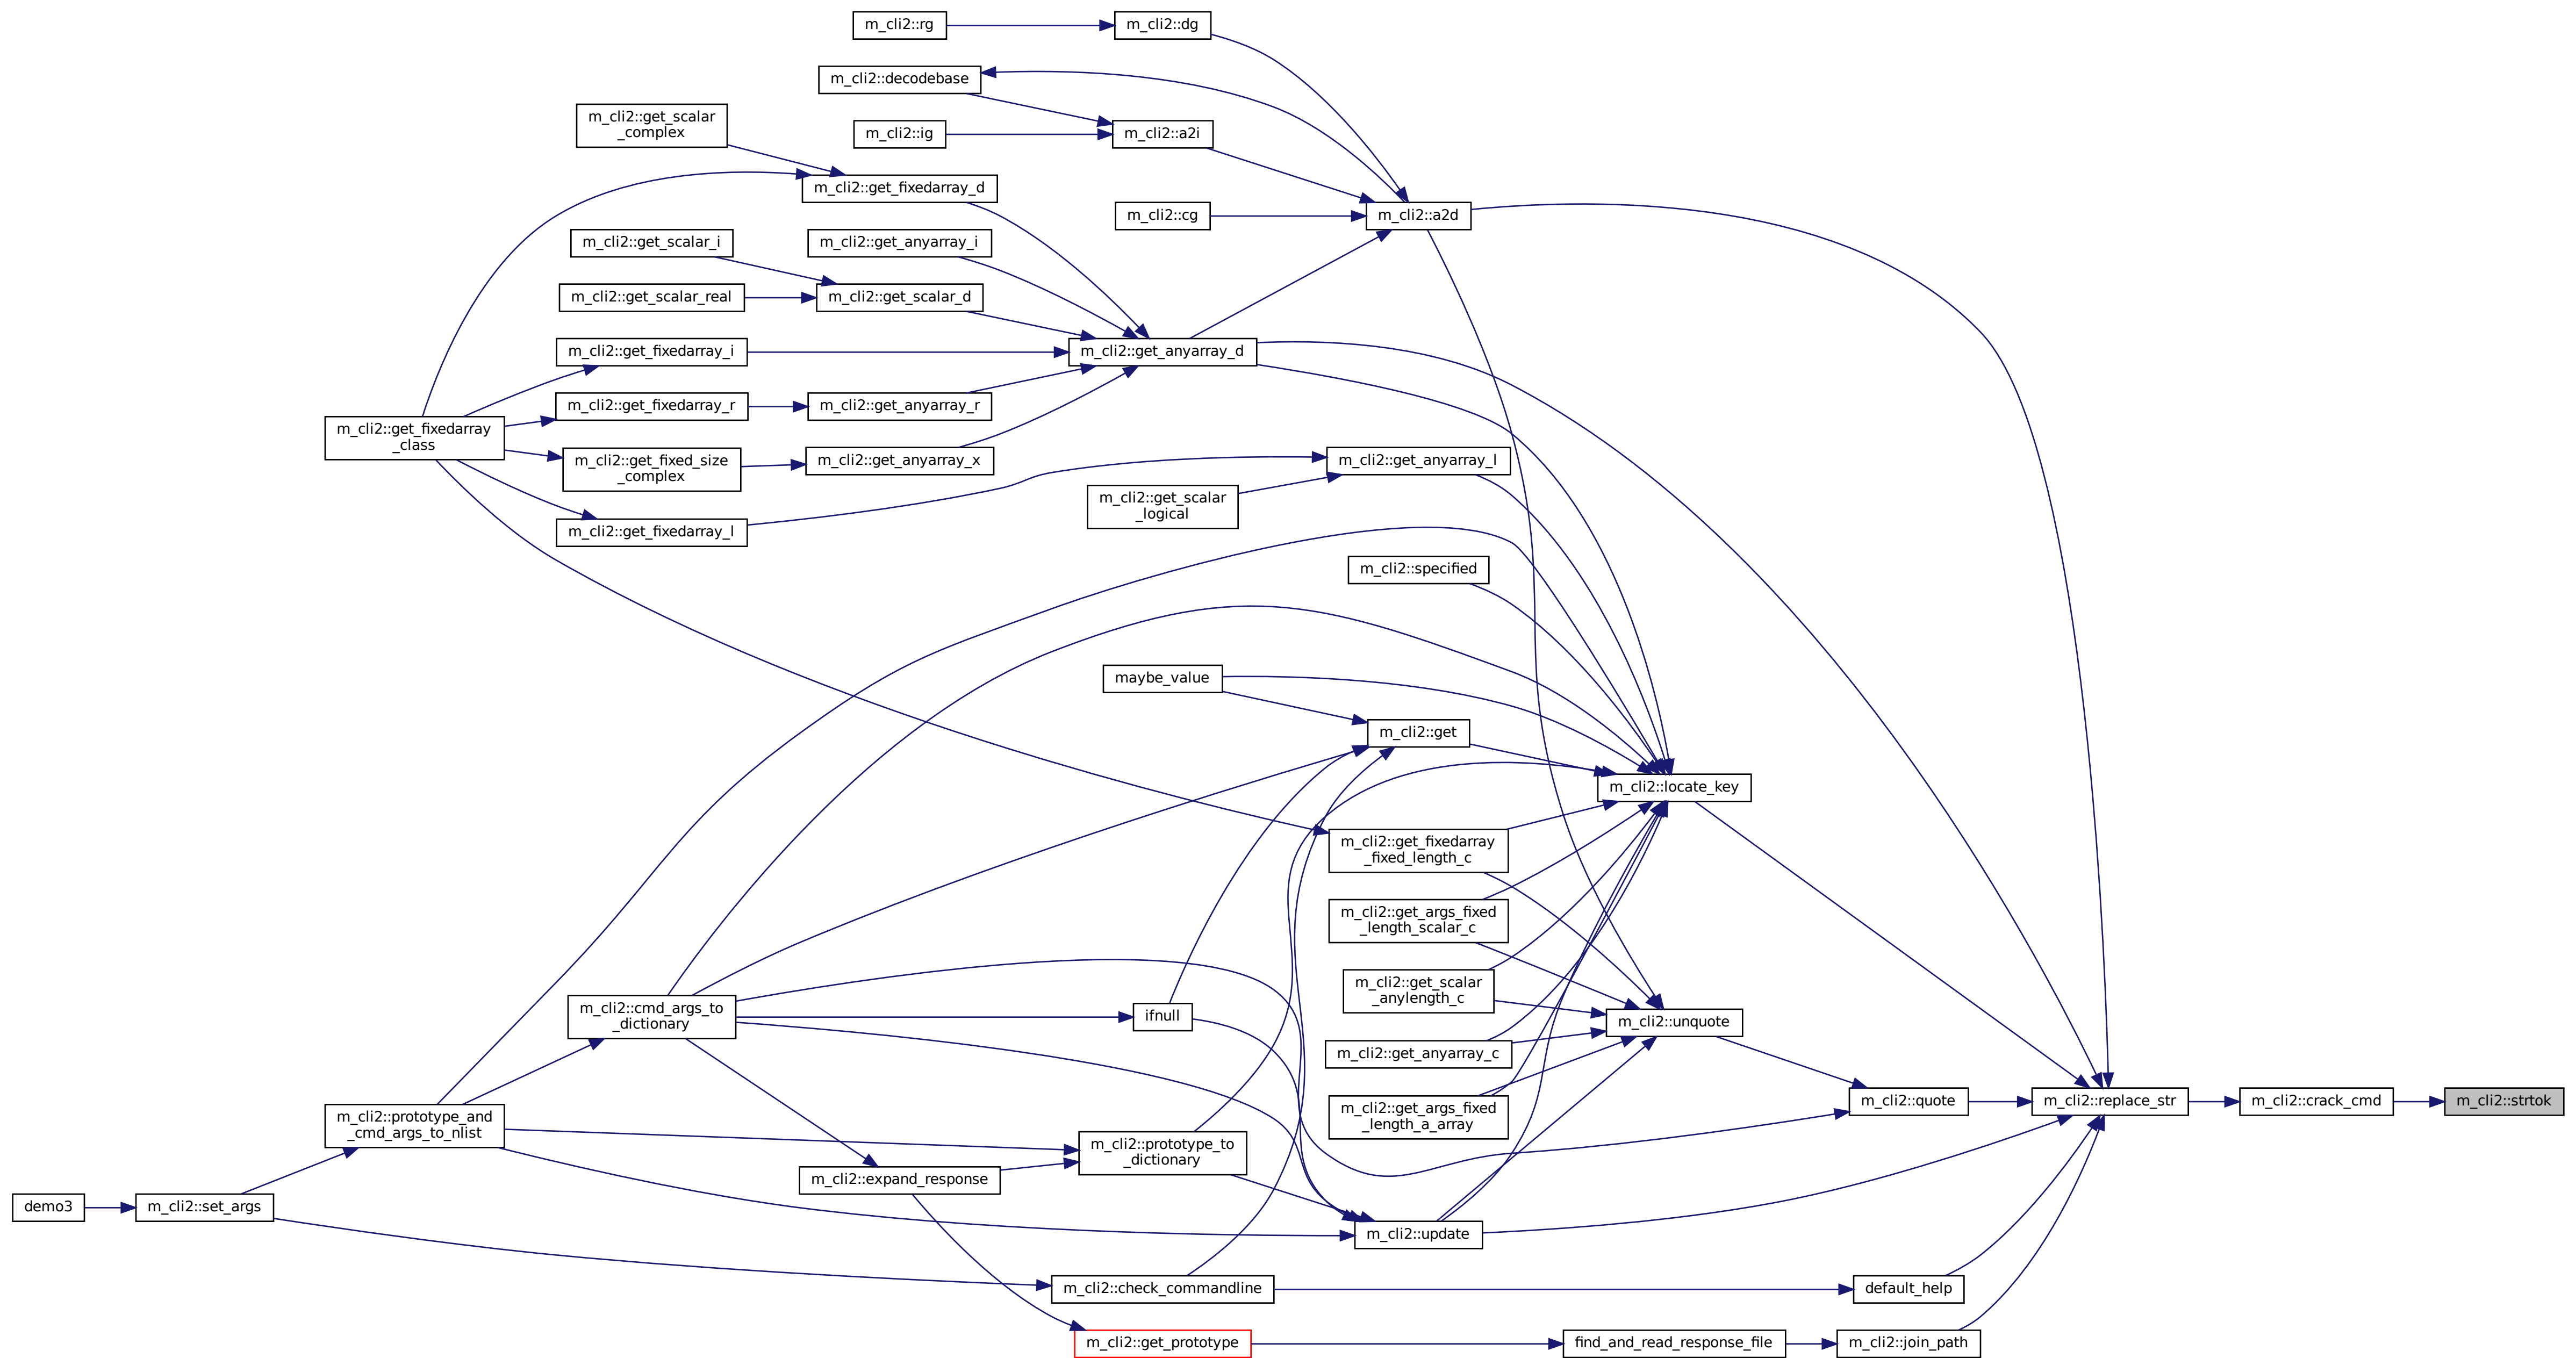 m_cli2::rg
m_cli2::dg
m_cli2::decodebase
m_cli2::get_scalar
_complex
m_cli2::ig
m_cli2::a2i
m_cli2::get_fixedarray_d
m_cli2::cg
m_cli2::a2d
m_cli2::get_scalar_i
m_cli2::get_anyarray_i
m_cli2::get_scalar_real
m_cli2::get_scalar_d
m_cli2::get_fixedarray_i
m_cli2::get_anyarray_d
m_cli2::get_fixedarray_r
m_cli2::get_anyarray_r
m_cli2::get_fixedarray
_class
m_cli2::get_fixed_size
_complex
m_cli2::get_anyarray_x
m_cli2::get_anyarray_l
m_cli2::get_scalar
_logical
m_cli2::get_fixedarray_l
m_cli2::specified
maybe_value
m_cli2::get
m_cli2::locate_key
m_cli2::get_fixedarray
_fixed_length_c
m_cli2::get_args_fixed
_length_scalar_c
m_cli2::get_scalar
_anylength_c
m_cli2::cmd_args_to
_dictionary
ifnull
m_cli2::unquote
m_cli2::get_anyarray_c
m_cli2::get_args_fixed
_length_a_array
m_cli2::quote
m_cli2::replace_str
m_cli2::crack_cmd
m_cli2::strtok
m_cli2::prototype_and
_cmd_args_to_nlist
m_cli2::prototype_to
_dictionary
m_cli2::expand_response
demo3
m_cli2::set_args
m_cli2::update
m_cli2::check_commandline
default_help
m_cli2::get_prototype
find_and_read_response_file
m_cli2::join_path